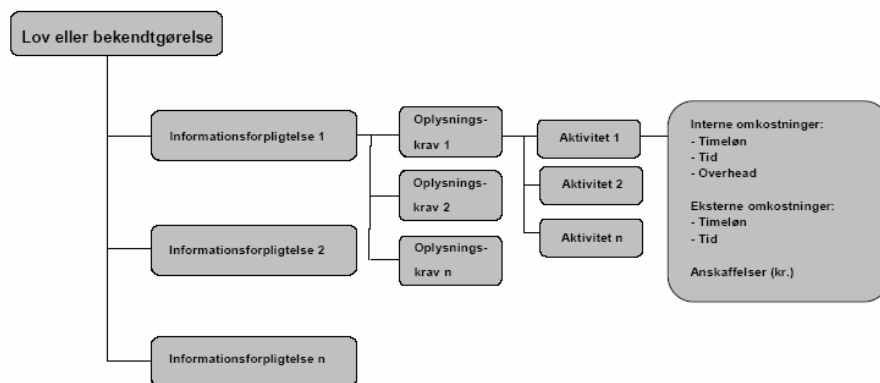 Lov eller bekendtgørelse
Informationsforpligtelse 1
Oplysnings-
krav 1
Aktivitet 1
Interne omkostninger:
- Timeløn
- Tid
- Overhead
Eksterne omkostninger:
- Timeløn
- Tid
Anskaffelser (kr.)
Oplysnings-
krav 2
Aktivitet 2
Aktivitet n
Informationsforpligtelse 2
Oplysnings-
krav n
Informationsforpligtelse n